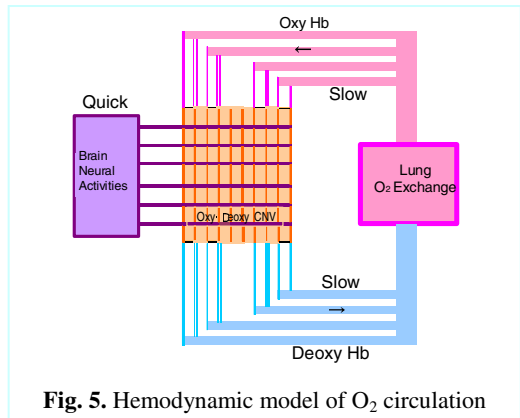 Oxy Hb
←
Slow
Quick
Brain
Neural
Activities
Lung
O₂ Exchange
Oxy· Deoxy CNV
Slow
→
Deoxy Hb
Fig. 5. Hemodynamic model of O₂ circulation